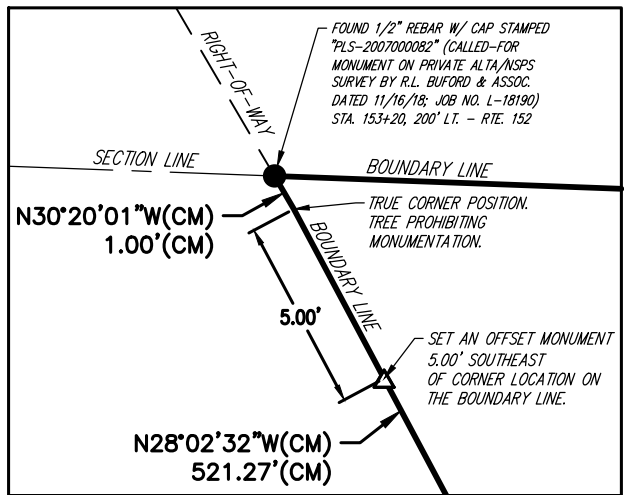 FOUND 1/2" REBAR W/ CAP STAMPED
"PLS-2007000082" (CALLED-FOR
MONUMENT ON PRIVATE ALTA/NSPS
SURVEY BY R.L. BUFORD & ASSOC.
DATED 11/16/18; JOB NO. L-18190)
STA. 153+20, 200' LT. - RTE. 152
RIGHT-OF-WAY
SECTION LINE
BOUNDARY LINE
N30°20'01"W(CM)
1.00'(CM)
TRUE CORNER POSITION.
TREE PROHIBITING
MONUMENTATION.
BOUNDARY LINE
5.00'
SET AN OFFSET MONUMENT
5.00' SOUTHEAST
OF CORNER LOCATION ON
THE BOUNDARY LINE.
N28°02'32"W(CM)
521.27'(CM)